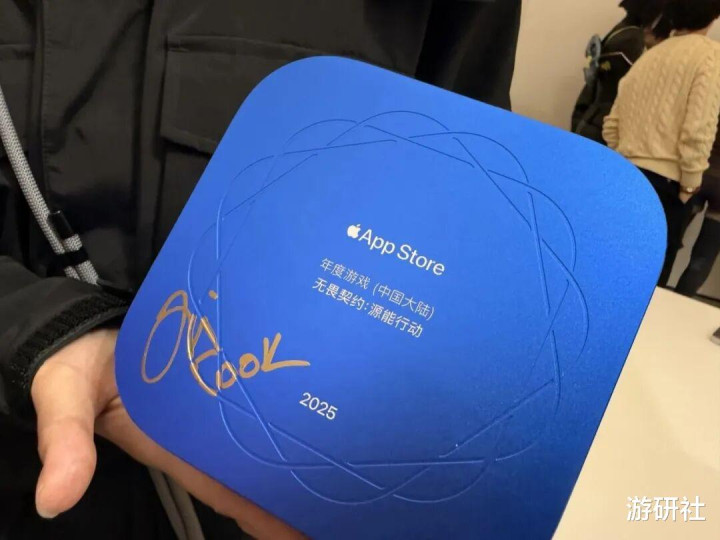 App Store
年度游戏 (中国大陆)
无畏契约:源能行动
Tim Cook
2025
游研社